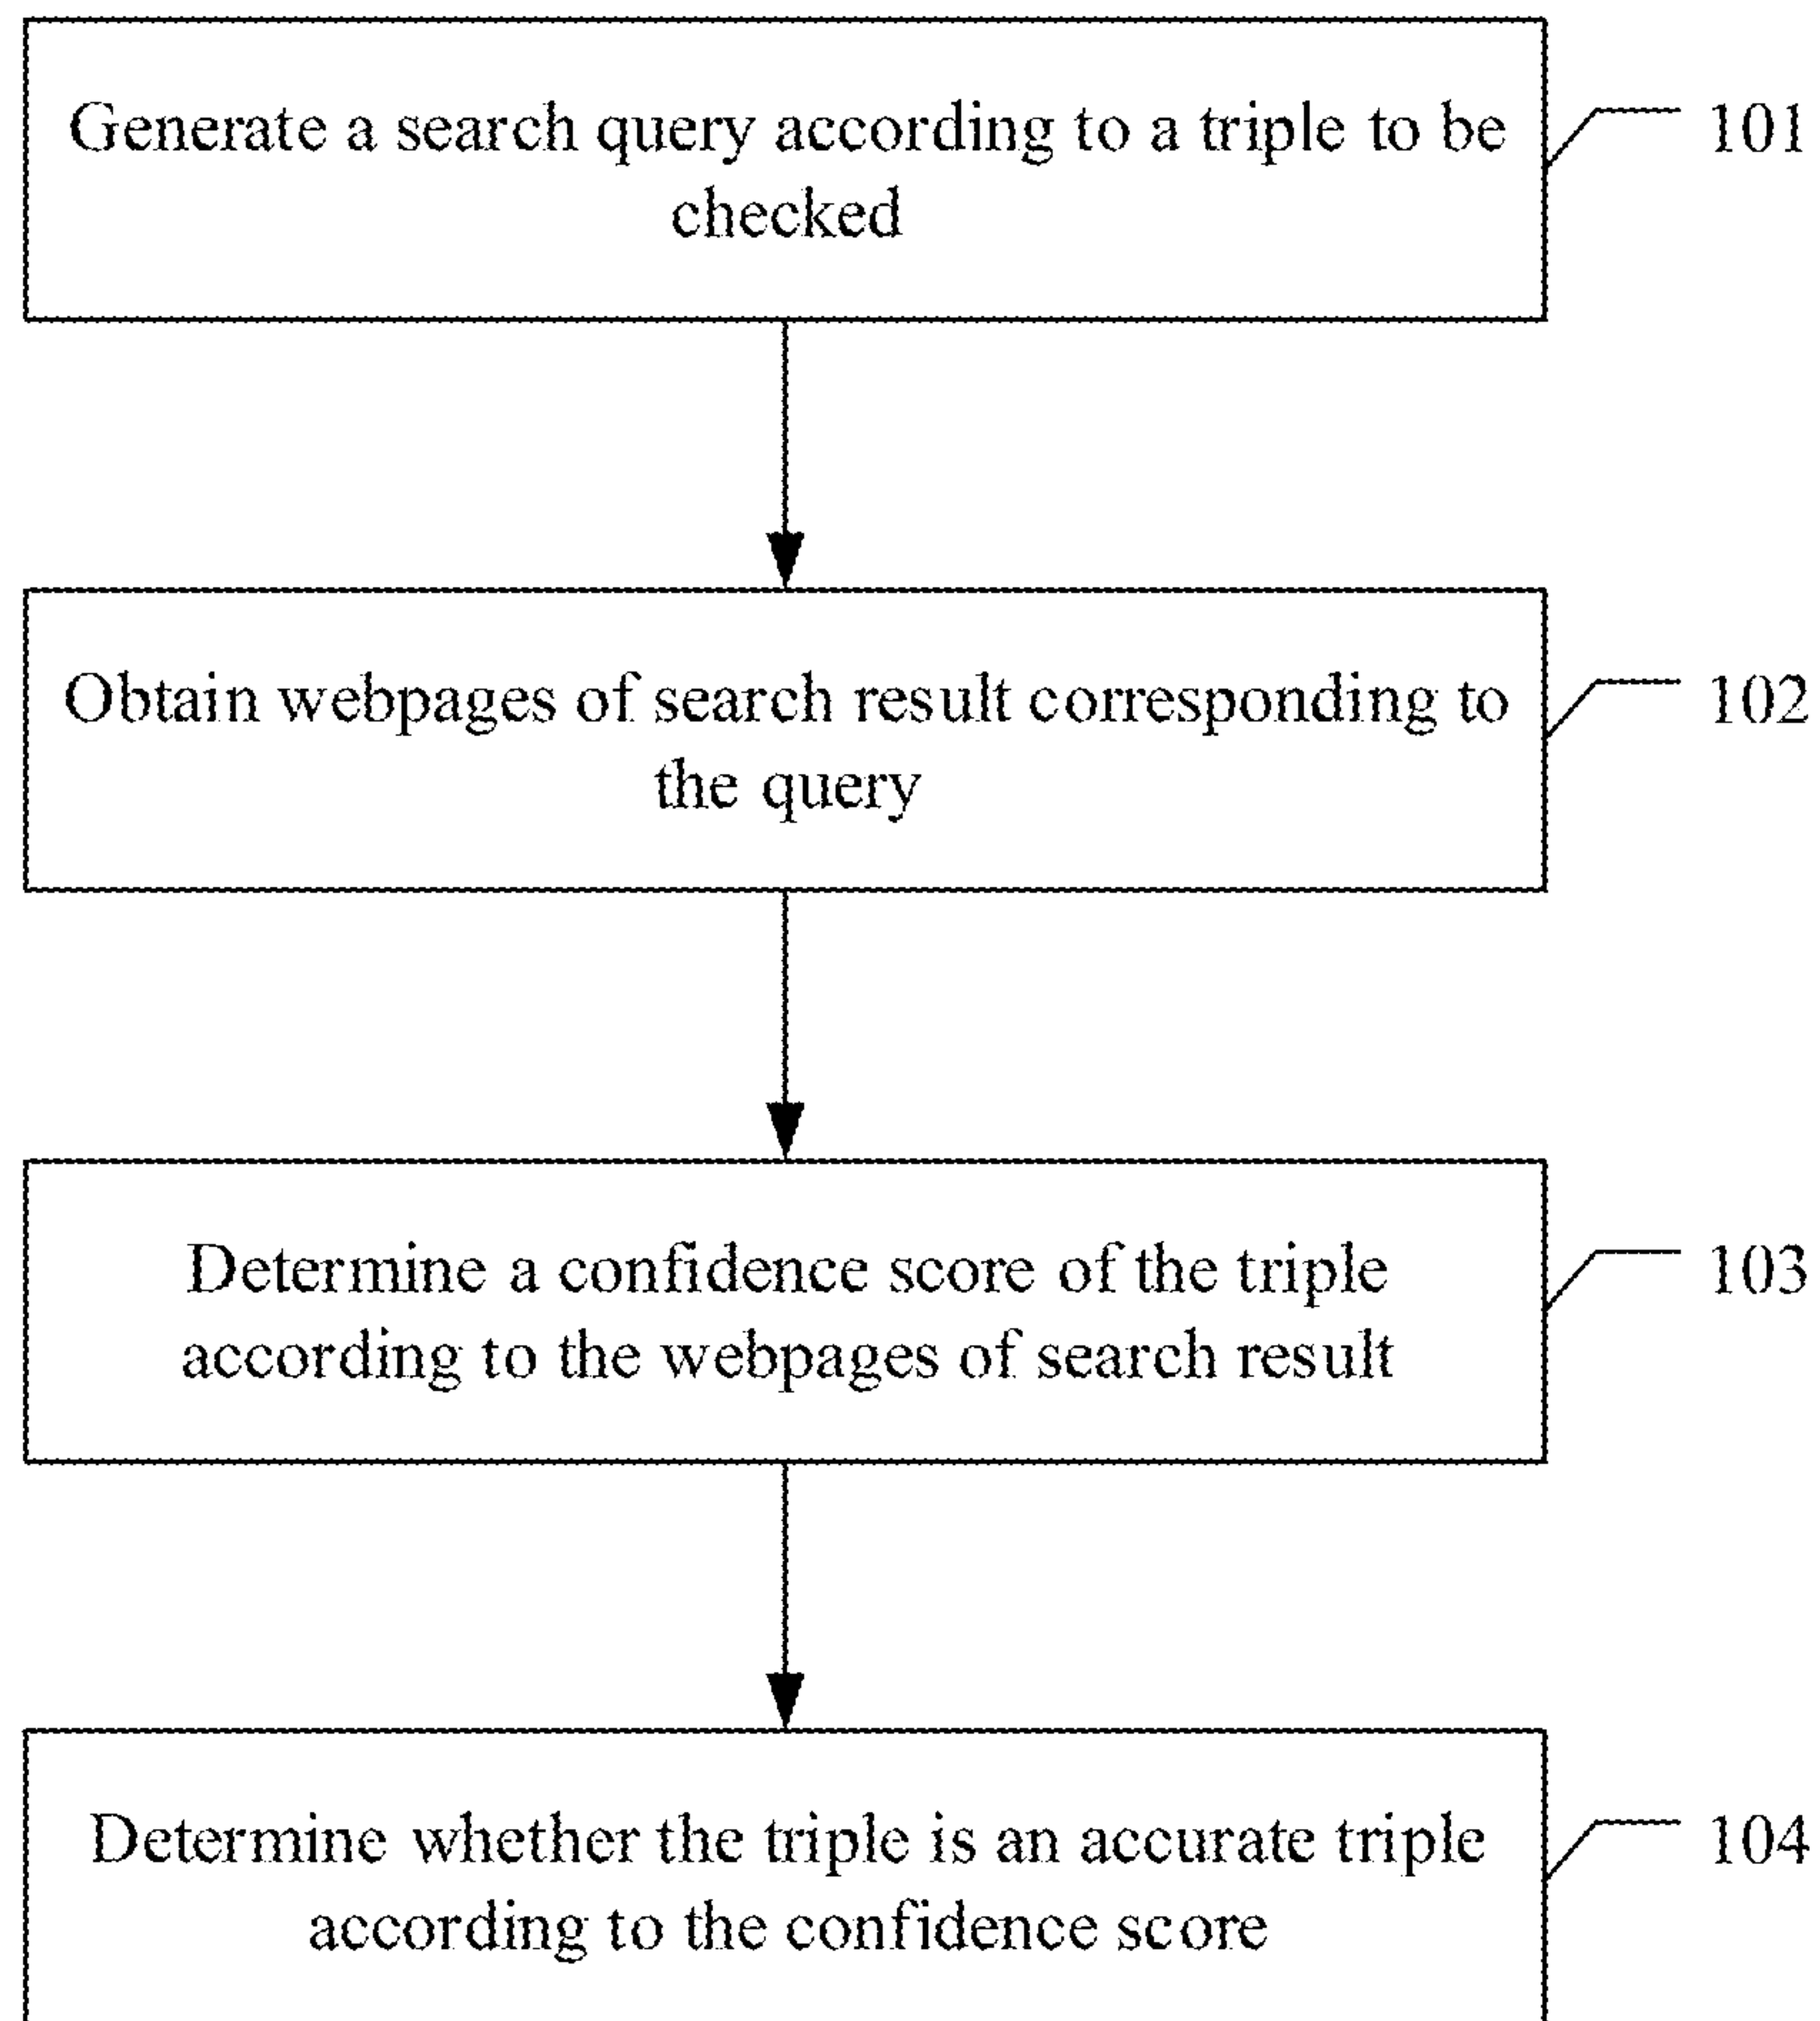 Generate a search query according to a triple to be
checked
101
Obtain webpages of search result corresponding to
the query
102
Determine a confidence score of the triple
according to the webpages of search result
103
Determine whether the triple is an accurate triple
according to the confidence score
104